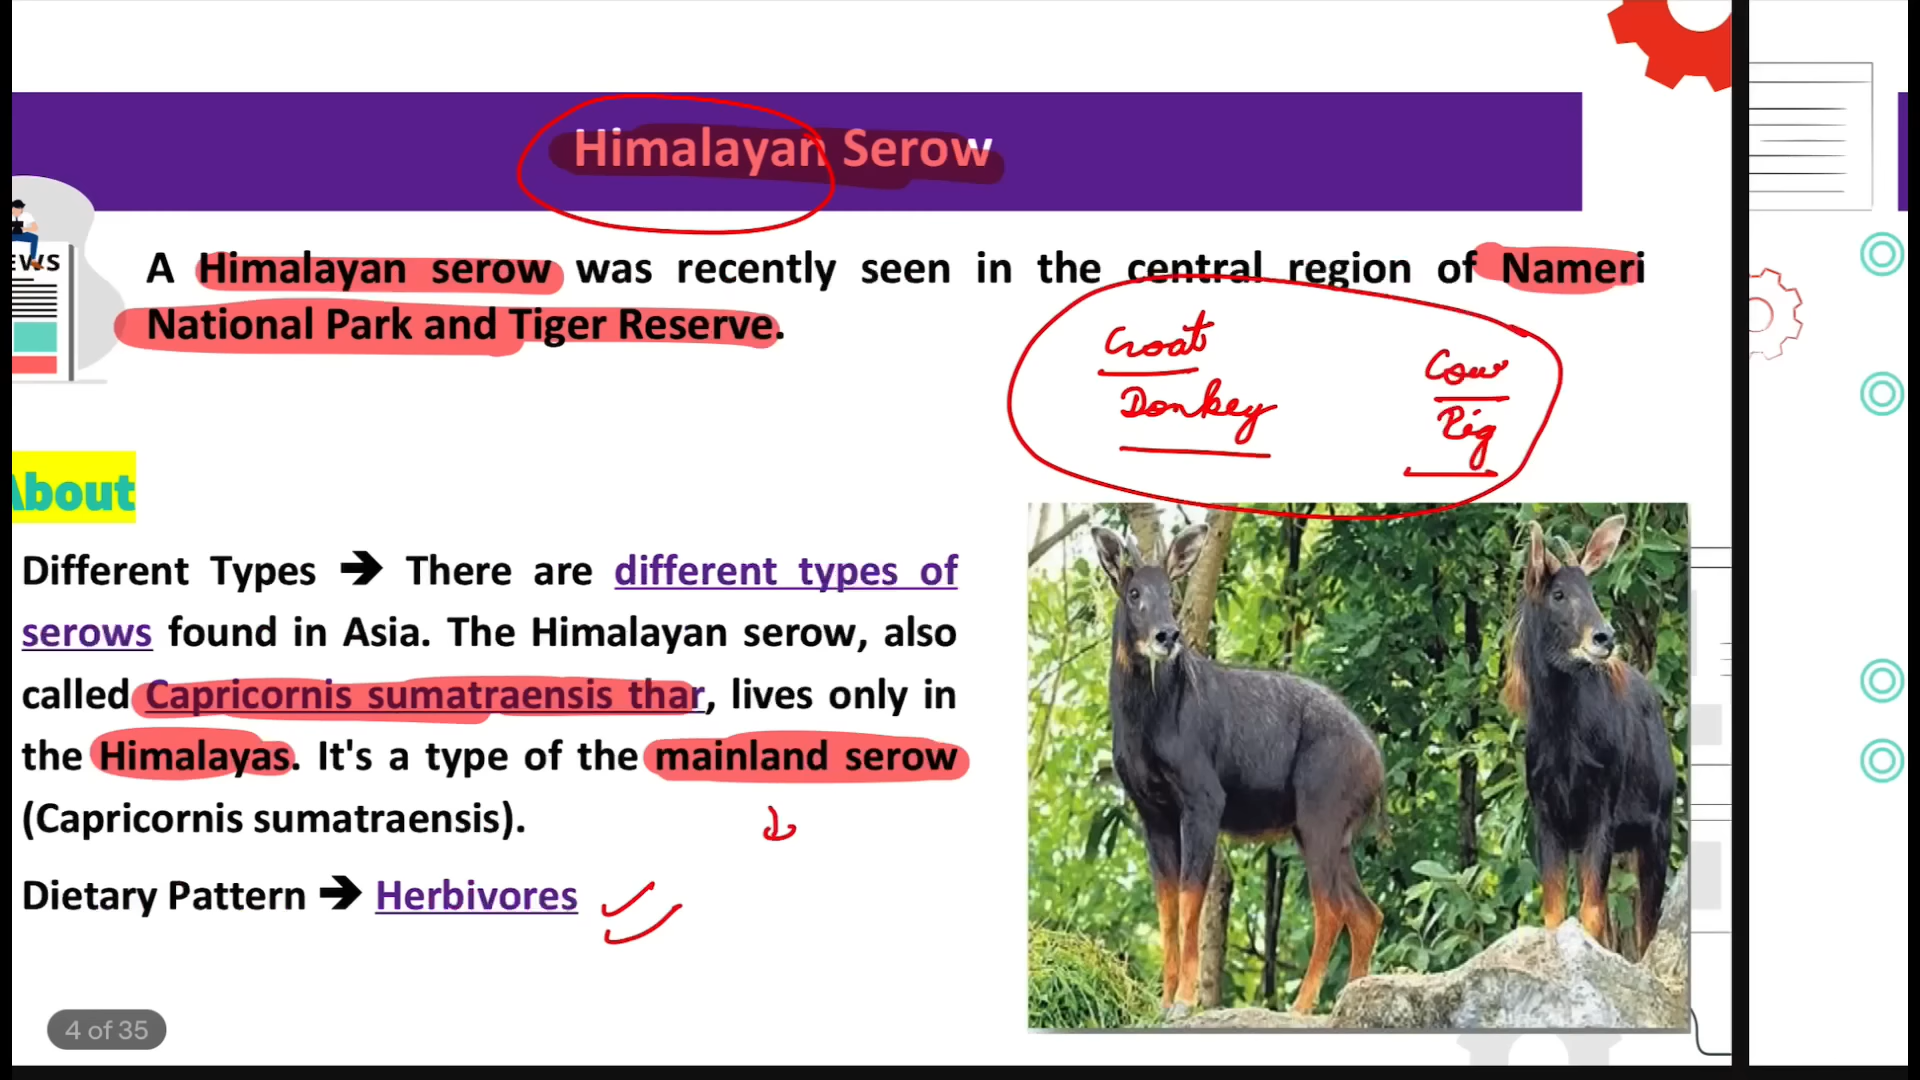 Himalayan Serow
A Himalayan serow was recently seen in the central region of Nameri
National Park and Tiger Reserve.
EWS
Goat
Donkey
Cow
Pig
About
Different Types ➔ There are different types of
serows found in Asia. The Himalayan serow, also
called Capricornis sumatraensis thar, lives only in
the Himalayas. It's a type of the mainland serow
(Capricornis sumatraensis).
Dietary Pattern ➔ Herbivores
4 of 35